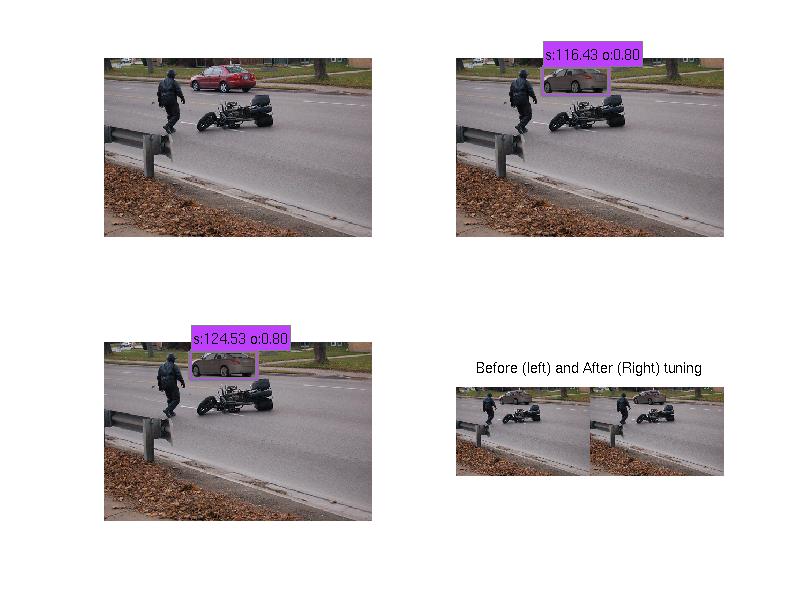 s:116.43 o:0.80
s:124.53 o:0.80
Before (left) and After (Right) tuning